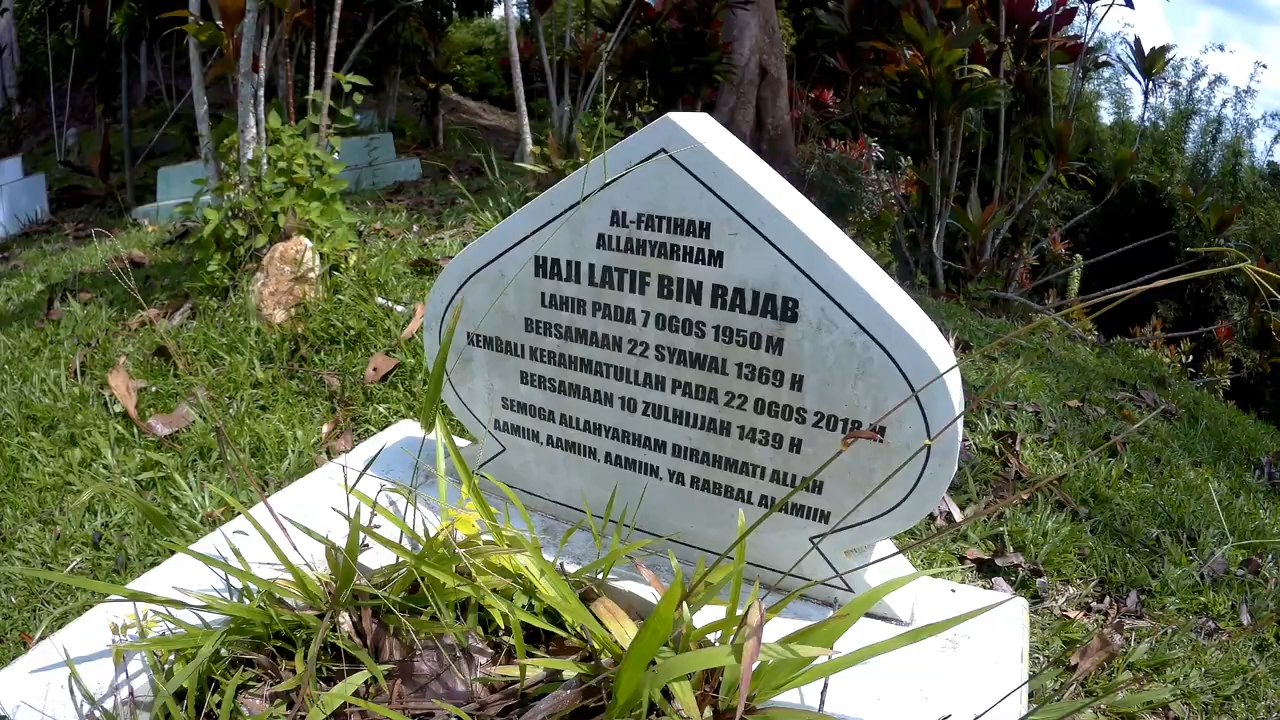 AL-FATIHAH
ALLAHYARHAM
HAJI LATIF BIN RAJAB
LAHIR PADA 7 OGOS 1950 M
BERSAMAAN 22 SYAWAL 1369 H
KEMBALI KERAHMATULLAH PADA 22 OGOS 2018 M
BERSAMAAN 10 ZULHIJJAH 1439 H
SEMOGA ALLAHYARHAM DIRAHMATI ALLAH
AAMIIN, AAMIIN, AAMIIN, YA RABBAL ALAMIIN